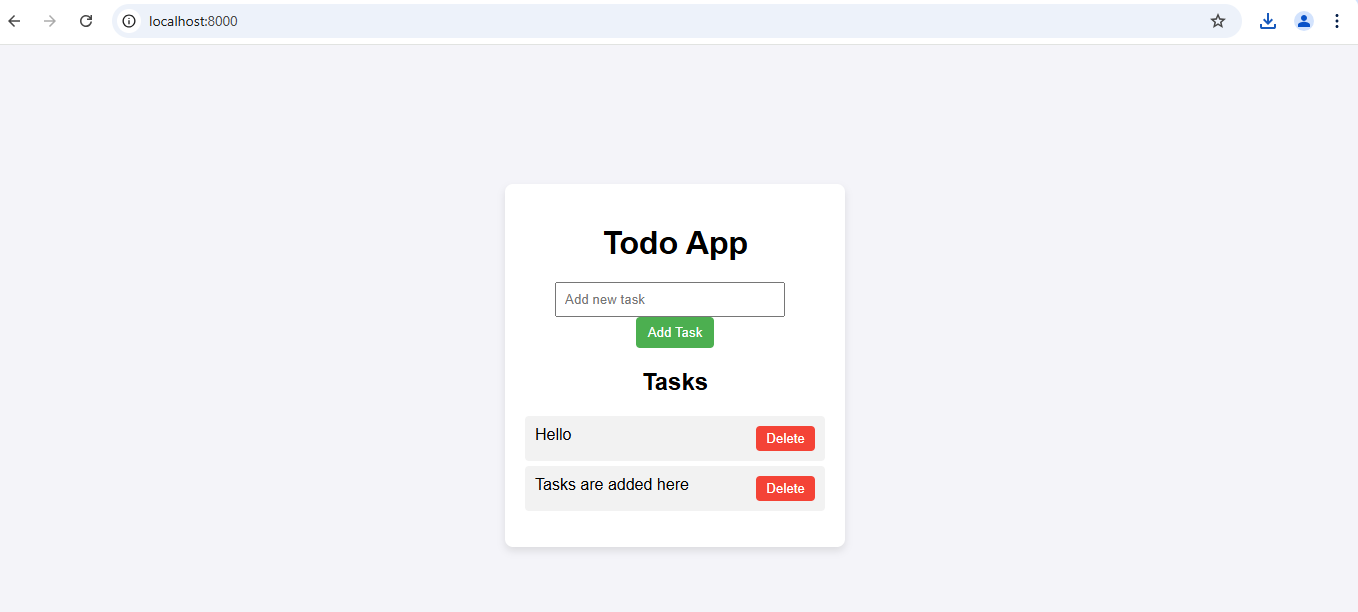 localhost:8000
Todo App
Add new task
Add Task
Tasks
Hello
Delete
Tasks are added here
Delete